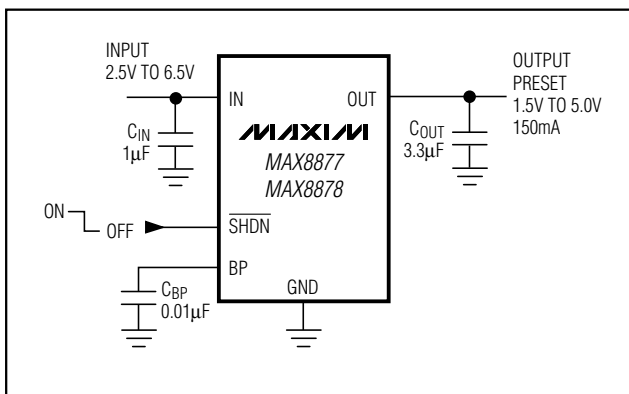 INPUT
2.5V TO 6.5V
OUTPUT
PRESET
1.5V TO 5.0V
150mA
IN
OUT
CIN
1µF
MAXIM
MAX8877
MAX8878
COUT
3.3µF
ON
OFF
SHDN
BP
GND
CBP
0.01µF